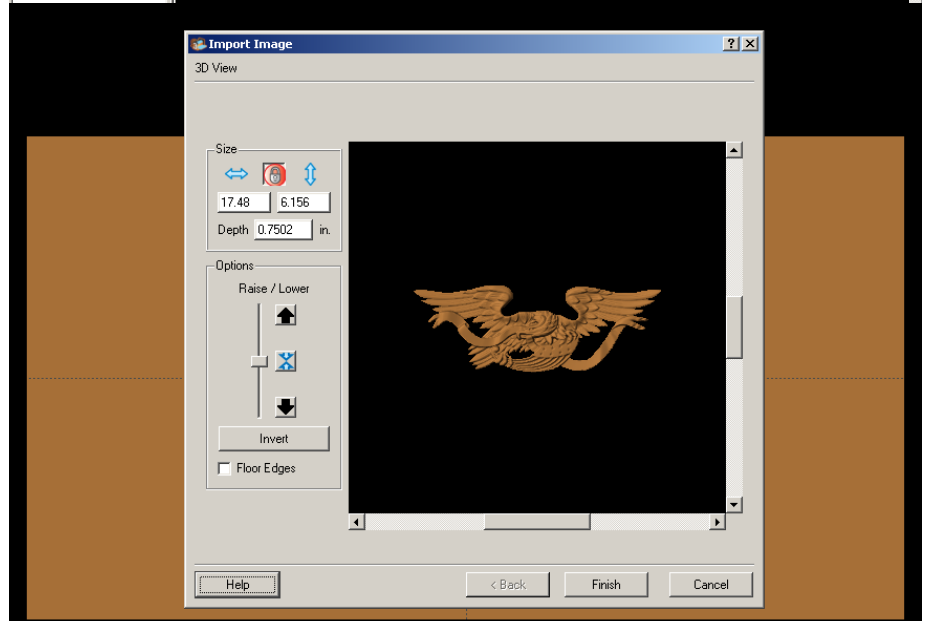 Import Image
3D View
Size
17.48 6.156
Depth 0.7502 in.
Options
Raise / Lower
Invert
Floor Edges
Help < Back Finish Cancel